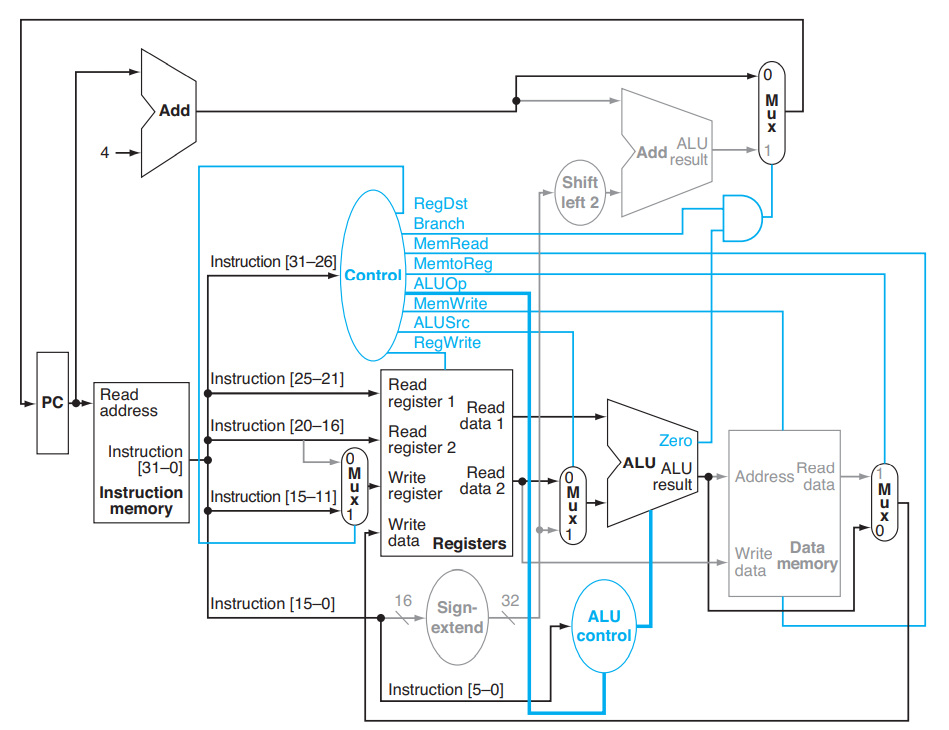 0
M
u
x
1
Add
4
Add
ALU
result
Shift
left 2
RegDst
Branch
MemRead
MemtoReg
ALUOp
MemWrite
ALUSrc
RegWrite
Control
Instruction [31–26]
Instruction [25–21]
Instruction [20–16]
Instruction [15–11]
Instruction [15–0]
Instruction [5–0]
PC
Read
address
Instruction
[31–0]
Instruction
memory
0
M
u
x
1
Read
register 1
Read
register 2
Write
register
Write
data
Read
data 1
Read
data 2
Registers
0
M
u
x
1
Zero
ALU
ALU
result
Address
Read
data
Write
data
Data
memory
1
M
u
x
0
16
Sign-
extend
32
ALU
control